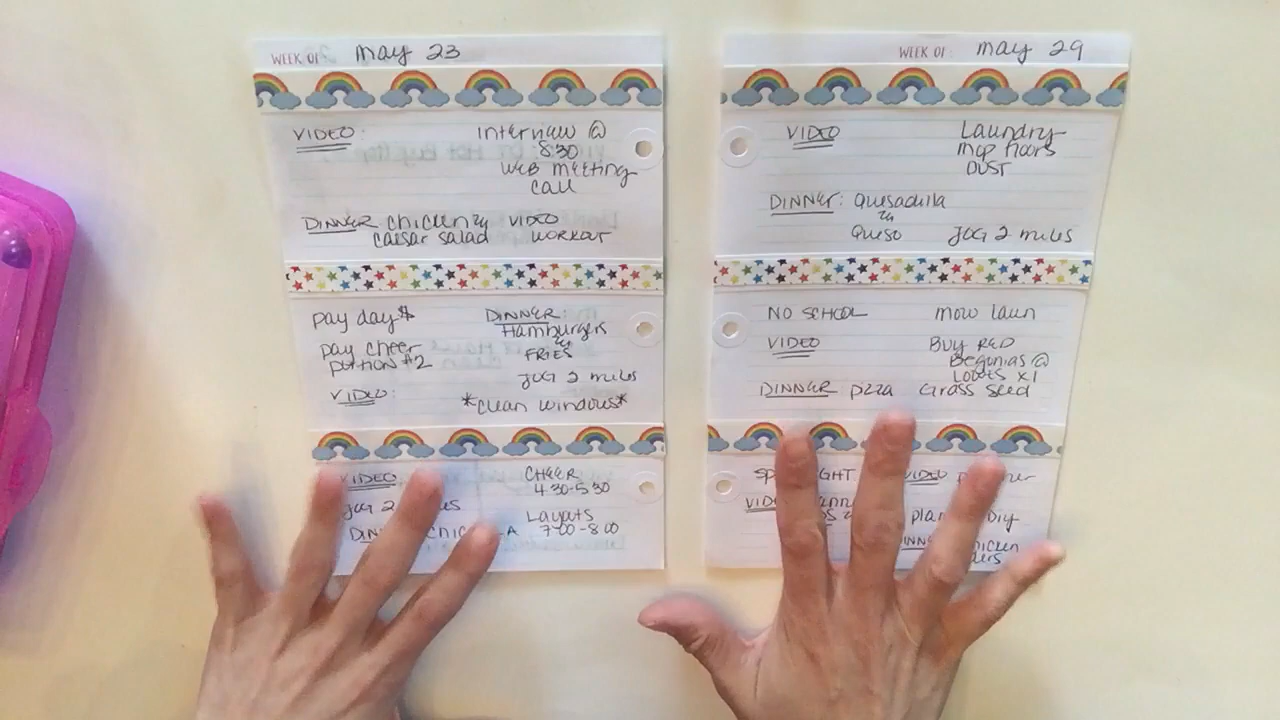 WEEK OF: May 23
VIDEO:
Interview @
8:30
WEB MEETING
CALL
DINNER Chicken
Caesar salad
VIDEO
WORKOUT
pay day $
pay cheer
#2
VIDEO:
DINNER
Hamburgers
FRIES
JOG 2 miles
*clean windows*
VIDEO
CHEER
4:30-5:30
Layouts
7:00-8:00
WEEK OF: May 29
VIDEO
Laundry
Mop floors
DUST
DINNER: Quesadilla
Queso
JOG 2 miles
NO SCHOOL
VIDEO
DINNER pizza
mow lawn
Buy RED
Begonias @
Lowes x1
Grass Seed
VIDEO
DIY